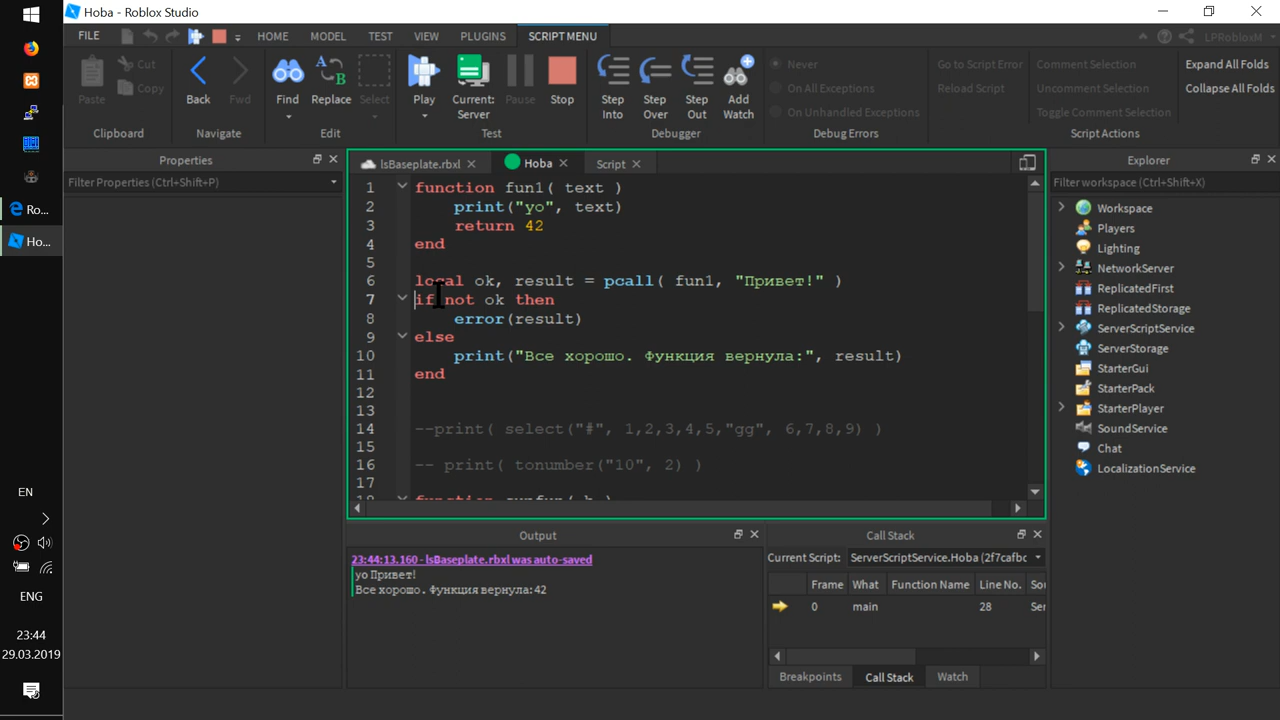 Hoba - Roblox Studio
FILE HOME MODEL TEST VIEW PLUGINS SCRIPT MENU LPRobloxM
Cut
Copy
Paste Select
Back Fwd Find Replace Play Current: Server Pause Stop Step Into Step Over Step Out Add Watch
Never
On All Exceptions
On Unhandled Exceptions
Go to Script Error Comment Selection Expand All Folds
Reload Script Uncomment Selection Collapse All Folds
Toggle Comment Selection
Clipboard Navigate Edit Test Debugger Debug Errors Script Actions
Properties
Filter Properties (Ctrl+Shift+P)
lsBaseplate.rbxl Hoba Script
1 function fun1( text )
2 print("yo", text)
3 return 42
4 end
5
6 local ok, result = pcall( fun1, "Привет!" )
7 if not ok then
8 error(result)
9 else
10 print("Все хорошо. Функция вернула:", result)
11 end
12
13
14 --print( select("#", 1,2,3,4,5,"gg", 6,7,8,9) )
15
16 -- print( tonumber("10", 2) )
17
Explorer
Filter workspace (Ctrl+Shift+X)
Workspace
Players
Lighting
NetworkServer
ReplicatedFirst
ReplicatedStorage
ServerScriptService
ServerStorage
StarterGui
StarterPack
StarterPlayer
SoundService
Chat
LocalizationService
Output
23:44:13.160 - lsBaseplate.rbxl was auto-saved
yo Привет!
Все хорошо. Функция вернула: 42
Call Stack
Current Script: ServerScriptService.Hoba (2f7cafbc
Frame What Function Name Line No. Sou
0 main 28 Ser
Breakpoints Call Stack Watch
Ro...
Ho...
EN
ENG
23:44
29.03.2019